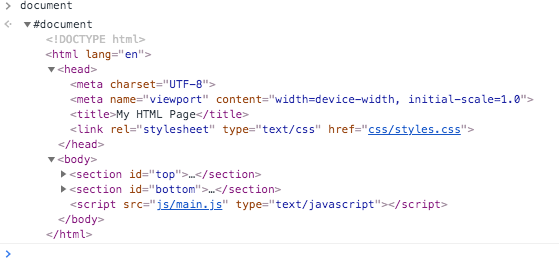 document
#document
<!DOCTYPE html>
<html lang="en">
<head>
<meta charset="UTF-8">
<meta name="viewport" content="width=device-width, initial-scale=1.0">
<title>My HTML Page</title>
<link rel="stylesheet" type="text/css" href="css/styles.css">
</head>
<body>
<section id="top">…</section>
<section id="bottom">…</section>
<script src="js/main.js" type="text/javascript"></script>
</body>
</html>